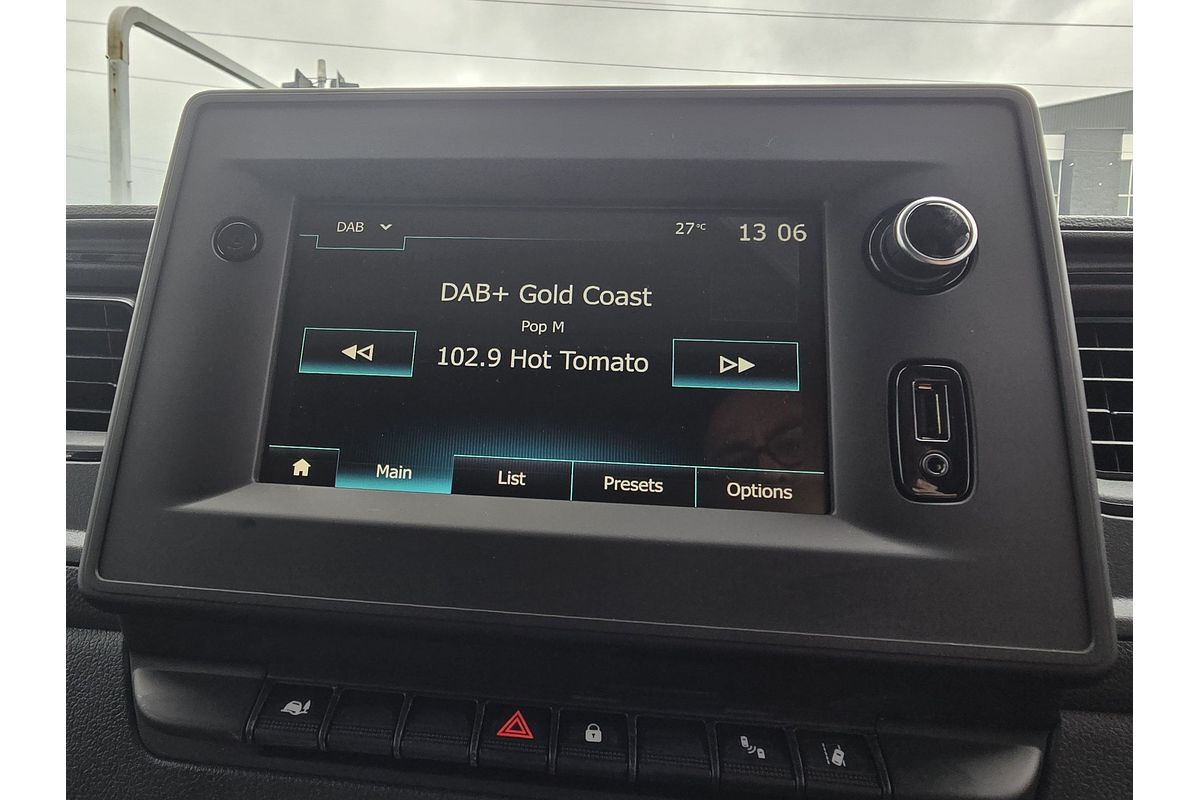 DAB
27°C
13 06
DAB+ Gold Coast
Pop M
102.9 Hot Tomato
Main
List
Presets
Options